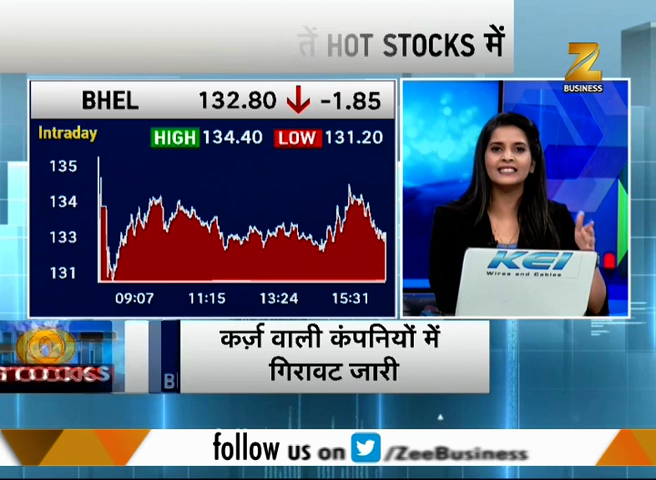 तें HOT STOCKS में
Z
BUSINESS
BHEL 132.80 -1.85
Intraday HIGH 134.40 LOW 131.20
135
134
133
131
09:07 11:15 13:24 15:31
KEI
Wires and Cables
कर्ज़ वाली कंपनियों में
गिरावट जारी
follow us on /ZeeBusiness